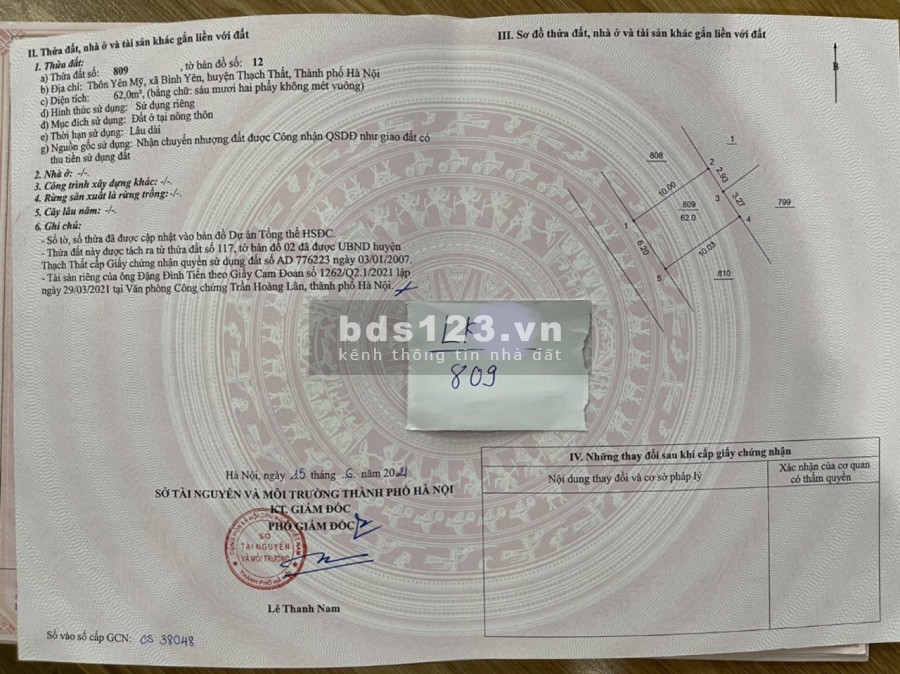 II. Thửa đất, nhà ở và tài sản khác gắn liền với đất
1. Thửa đất:
a) Thửa đất số: 809 , tờ bản đồ số: 12
b) Địa chỉ: Thôn Yên Mỹ, xã Bình Yên, huyện Thạch Thất, Thành phố Hà Nội
c) Diện tích: 62,0m², (bằng chữ: sáu mươi hai phẩy không mét vuông)
d) Hình thức sử dụng: Sử dụng riêng
đ) Mục đích sử dụng: Đất ở tại nông thôn
e) Thời hạn sử dụng: Lâu dài
g) Nguồn gốc sử dụng: Nhận chuyển nhượng đất được Công nhận QSDĐ như giao đất có
thu tiền sử dụng đất
2. Nhà ở: -/-.
3. Công trình xây dựng khác: -/-.
4. Rừng sản xuất là rừng trồng: -/-.
5. Cây lâu năm: -/-.
6. Ghi chú:
- Số tờ, số thửa đã được cập nhật vào bản đồ Dự án Tổng thể HSĐC.
- Thửa đất này được tách ra từ thửa đất số 117, tờ bản đồ 02 đã được UBND huyện
Thạch Thất cấp Giấy chứng nhận quyền sử dụng đất số AD 776223 ngày 03/01/2007.
- Tài sản riêng của ông Đặng Đình Tiến theo Giấy Cam Đoan số 1262/Q2.1/2021 lập
ngày 29/03/2021 tại Văn phòng Công chứng Trần Hoàng Lân, thành phố Hà Nội.
III. Sơ đồ thửa đất, nhà ở và tài sản khác gắn liền với đất
B
1
808
2
2.93
10.00
3
3.27
799
809
62.0
4
1
6.20
10.03
5
810
bds123.vn
kênh thông tin nhà đất
LK
809
Hà Nội, ngày 15 tháng 6 năm 2021
SỞ TÀI NGUYÊN VÀ MÔI TRƯỜNG THÀNH PHỐ HÀ NỘI
KT. GIÁM ĐỐC
PHÓ GIÁM ĐỐC
SỞ
TÀI NGUYÊN
VÀ MÔI TRƯỜNG
THÀNH PHỐ HÀ NỘI
Lê Thanh Nam
Số vào sổ cấp GCN: CS 38048
IV. Những thay đổi sau khi cấp giấy chứng nhận
Nội dung thay đổi và cơ sở pháp lý
Xác nhận của cơ quan
có thẩm quyền